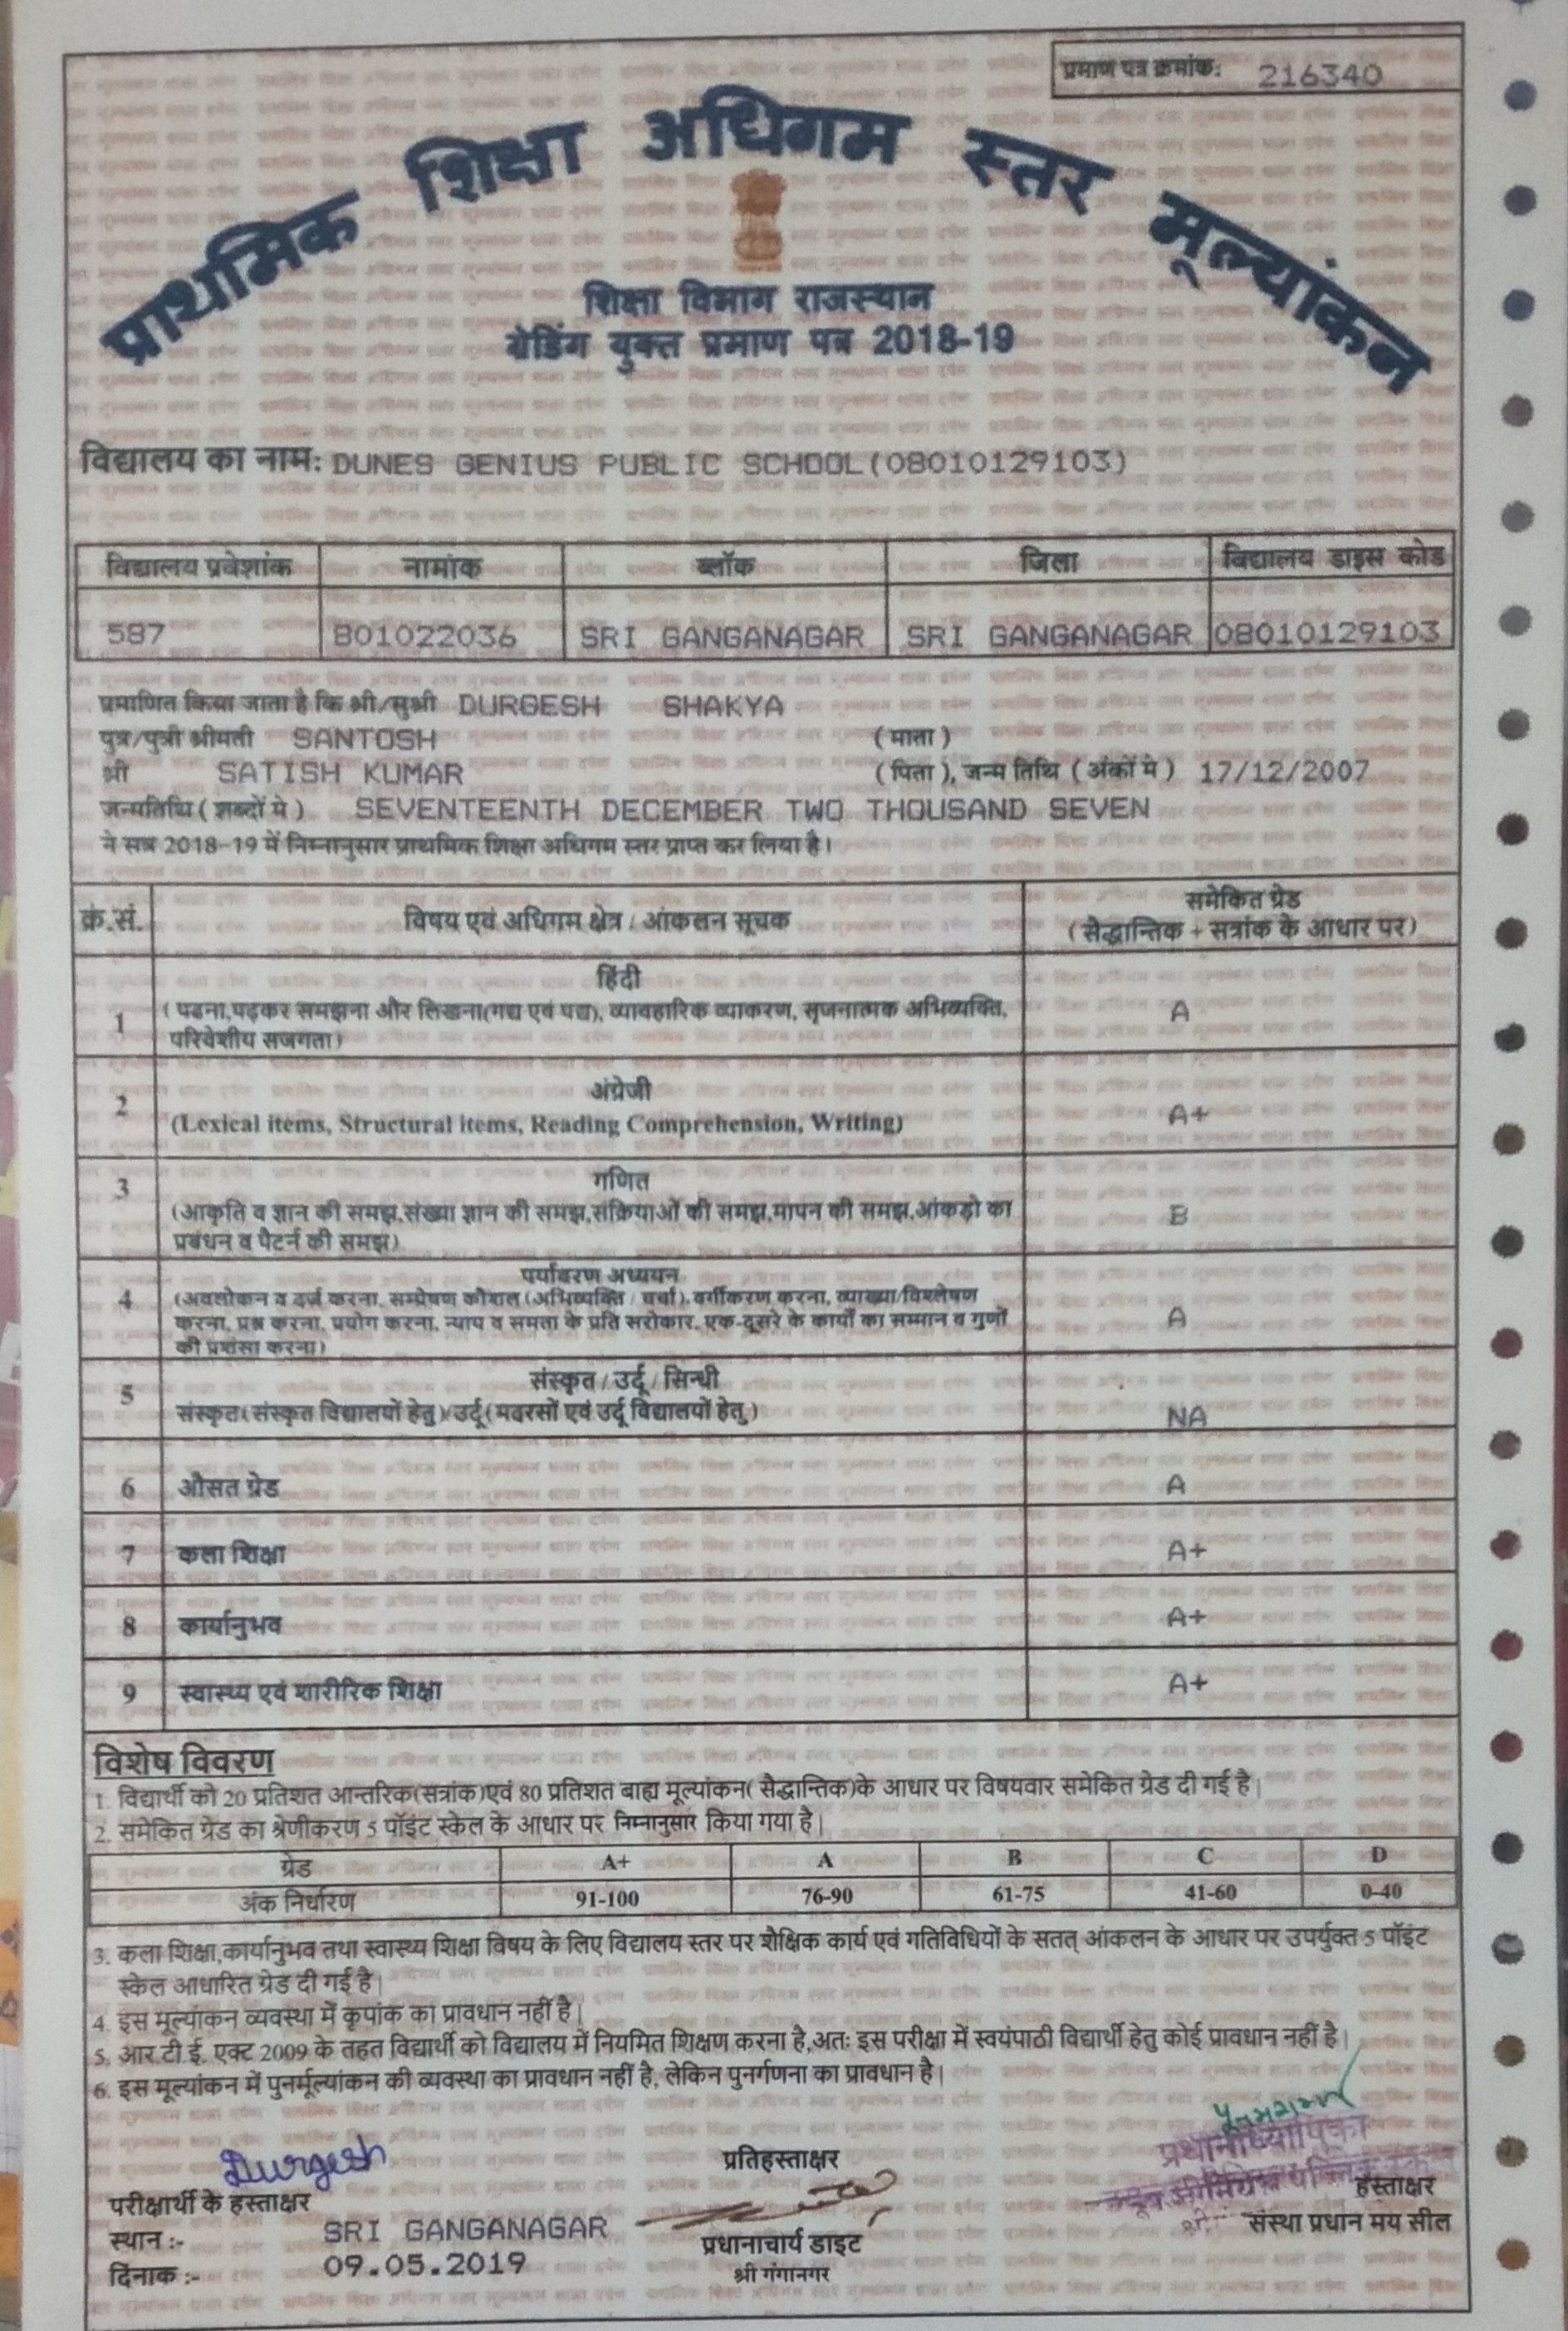 प्रमाण पत्र क्रमांक: 216340
प्राथमिक शिक्षा अधिगम स्तर मूल्यांकन
शिक्षा विभाग राजस्थान
ग्रेडिंग युक्त प्रमाण पत्र 2018-19
विद्यालय का नाम: DUNES GENIUS PUBLIC SCHOOL(08010129103)
विद्यालय प्रवेशांक नामांक ब्लॉक जिला विद्यालय डाइस कोड
587 801022036 SRI GANGANAGAR SRI GANGANAGAR 08010129103
प्रमाणित किया जाता है कि श्री/सुश्री DURGESH SHAKYA
पुत्र/पुत्री श्रीमती SANTOSH (माता)
श्री SATISH KUMAR (पिता), जन्म तिथि (अंकों मे) 17/12/2007
जन्मतिथि (शब्दों मे) SEVENTEENTH DECEMBER TWO THOUSAND SEVEN
ने सत्र 2018-19 में निम्नानुसार प्राथमिक शिक्षा अधिगम स्तर प्राप्त कर लिया है।
क्र.सं. विषय एवं अधिगम क्षेत्र / आंकलन सूचक समेकित ग्रेड
(सैद्धान्तिक + सत्रांक के आधार पर)
हिंदी
1 (पढना,पढ़कर समझना और लिखना(गद्य एवं पद्य), व्यावहारिक व्याकरण, सृजनात्मक अभिव्यक्ति, A
परिवेशीय सजगता)
2 अंग्रेजी
(Lexical items, Structural items, Reading Comprehension, Writing) A+
3 गणित
(आकृति व ज्ञान की समझ,संख्या ज्ञान की समझ,संक्रियाओं की समझ,मापन की समझ,आंकड़ो का B
प्रबंधन व पैटर्न की समझ)
पर्यावरण अध्ययन
4 (अवलोकन व दर्ज करना, सम्प्रेषण कौशल (अभिव्यक्ति / चर्चा), वर्गीकरण करना, व्याख्या/विश्लेषण
करना, प्रश्न करना, प्रयोग करना, न्याय व समता के प्रति सरोकार, एक-दूसरे के कार्यों का सम्मान व गुणों A
की प्रशंसा करना)
5 संस्कृत / उर्दू / सिन्धी
संस्कृत(संस्कृत विद्यालयों हेतु)/उर्दू(मदरसों एवं उर्दू विद्यालयों हेतु) NA
6 औसत ग्रेड A
7 कला शिक्षा A+
8 कार्यानुभव A+
9 स्वास्थ्य एवं शारीरिक शिक्षा A+
विशेष विवरण
1. विद्यार्थी को 20 प्रतिशत आन्तरिक(सत्रांक)एवं 80 प्रतिशत बाह्य मूल्यांकन( सैद्धान्तिक)के आधार पर विषयवार समेकित ग्रेड दी गई है।
2. समेकित ग्रेड का श्रेणीकरण 5 पॉइंट स्केल के आधार पर निम्नानुसार किया गया है।
ग्रेड A+ A B C D
अंक निर्धारण 91-100 76-90 61-75 41-60 0-40
3. कला शिक्षा,कार्यानुभव तथा स्वास्थ्य शिक्षा विषय के लिए विद्यालय स्तर पर शैक्षिक कार्य एवं गतिविधियों के सतत् आंकलन के आधार पर उपर्युक्त 5 पॉइंट
स्केल आधारित ग्रेड दी गई है।
4. इस मूल्यांकन व्यवस्था में कृपांक का प्रावधान नहीं है।
5. आर.टी.ई. एक्ट 2009 के तहत विद्यार्थी को विद्यालय में नियमित शिक्षण करना है,अतः इस परीक्षा में स्वयंपाठी विद्यार्थी हेतु कोई प्रावधान नहीं है।
6. इस मूल्यांकन में पुनर्मूल्यांकन की व्यवस्था का प्रावधान नहीं है, लेकिन पुनर्गणना का प्रावधान है।
Durgesh प्रतिहस्ताक्षर प्रधानाध्यापिका
परीक्षार्थी के हस्ताक्षर हस्ताक्षर
स्थान :- SRI GANGANAGAR प्रधानाचार्य डाइट संस्था प्रधान मय सील
दिंनाक :- 09.05.2019 श्री गंगानगर